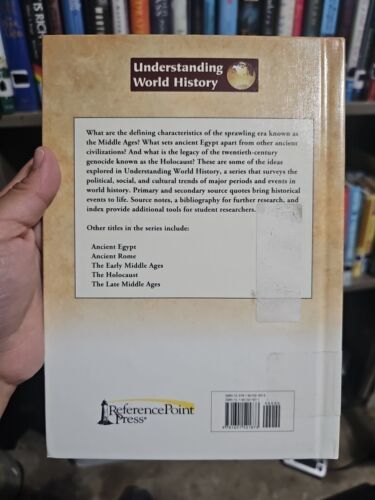 Understanding
World History
What are the defining characteristics of the sprawling era known as
the Middle Ages? What sets ancient Egypt apart from other ancient
civilizations? And what is the legacy of the twentieth-century
genocide known as the Holocaust? These are some of the ideas
explored in Understanding World History, a series that surveys the
political, social, and cultural trends of major periods and events in
world history. Primary and secondary source quotes bring historical
events to life. Source notes, a bibliography for further research, and
index provide additional tools for student researchers.
Other titles in the series include:
Ancient Egypt
Ancient Rome
The Early Middle Ages
The Holocaust
The Late Middle Ages
ReferencePoint
Press®